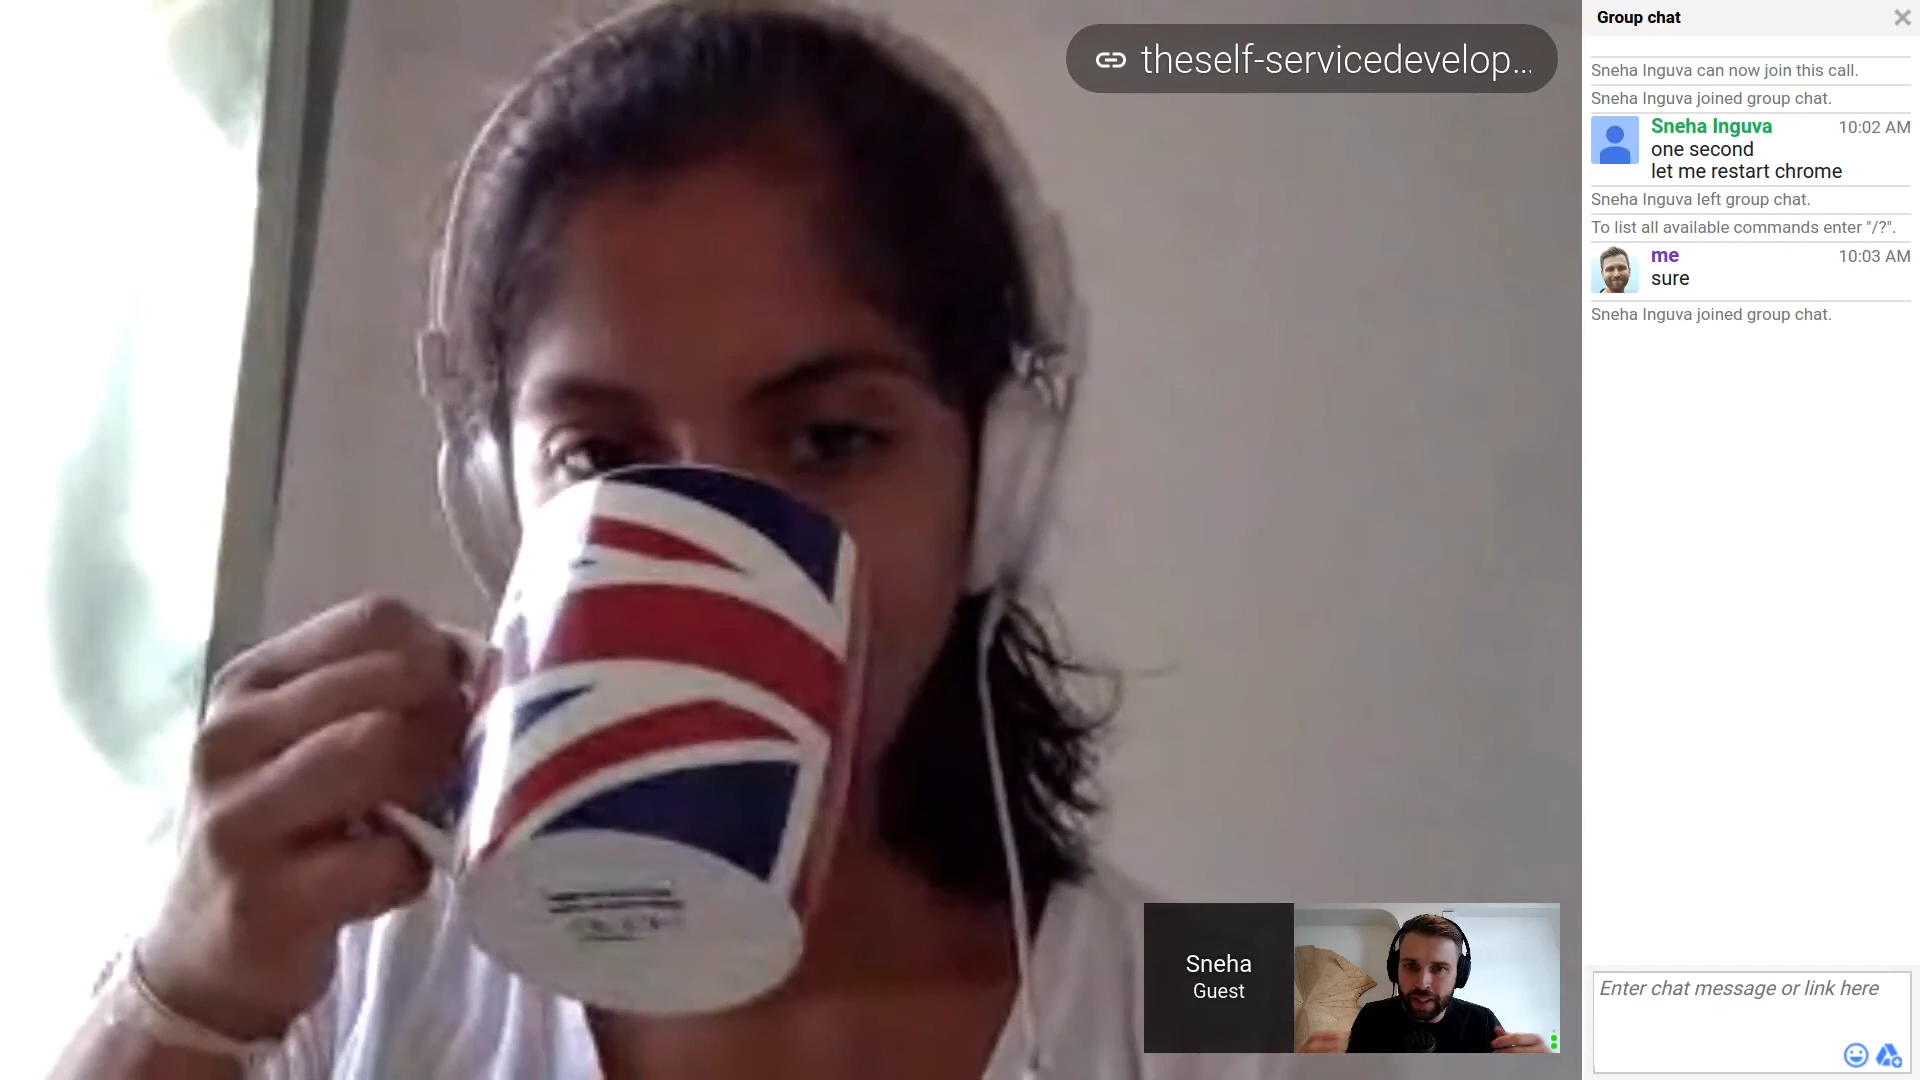 theself-servicedevelop...
Group chat
Sneha Inguva can now join this call.
Sneha Inguva joined group chat.
Sneha Inguva 10:02 AM
one second
let me restart chrome
Sneha Inguva left group chat.
To list all available commands enter "/?".
me 10:03 AM
sure
Sneha Inguva joined group chat.
Sneha
Guest
Enter chat message or link here